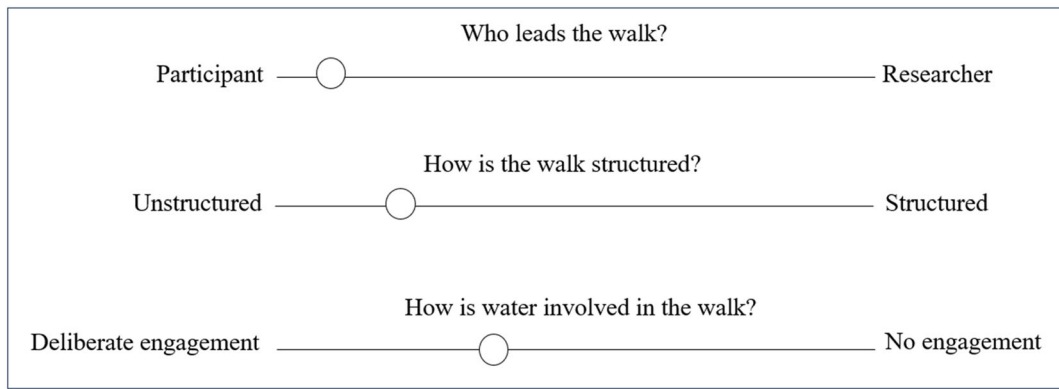 Who leads the walk?
Participant Researcher
How is the walk structured?
Unstructured Structured
How is water involved in the walk?
Deliberate engagement No engagement